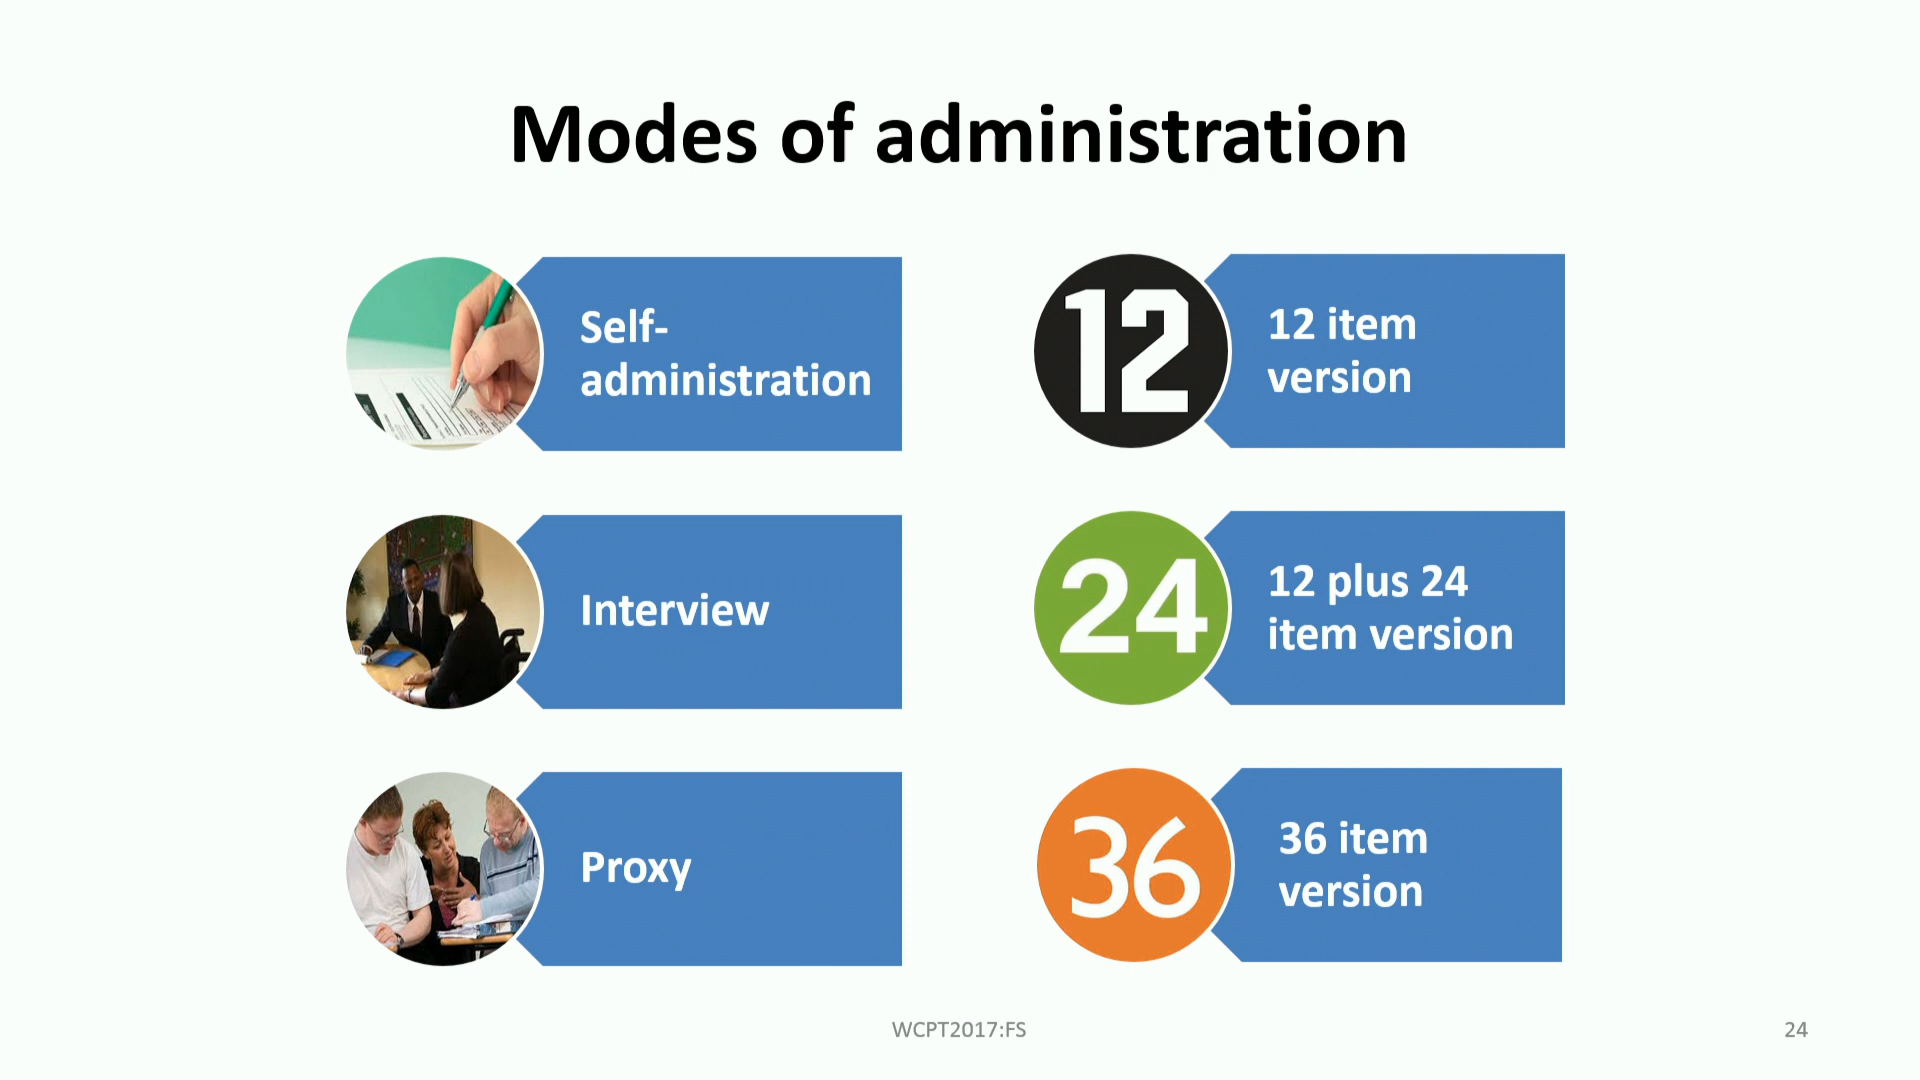 Modes of administration
Self-
administration
Interview
Proxy
12
12 item
version
24
12 plus 24
item version
36
36 item
version
WCPT2017:FS
24